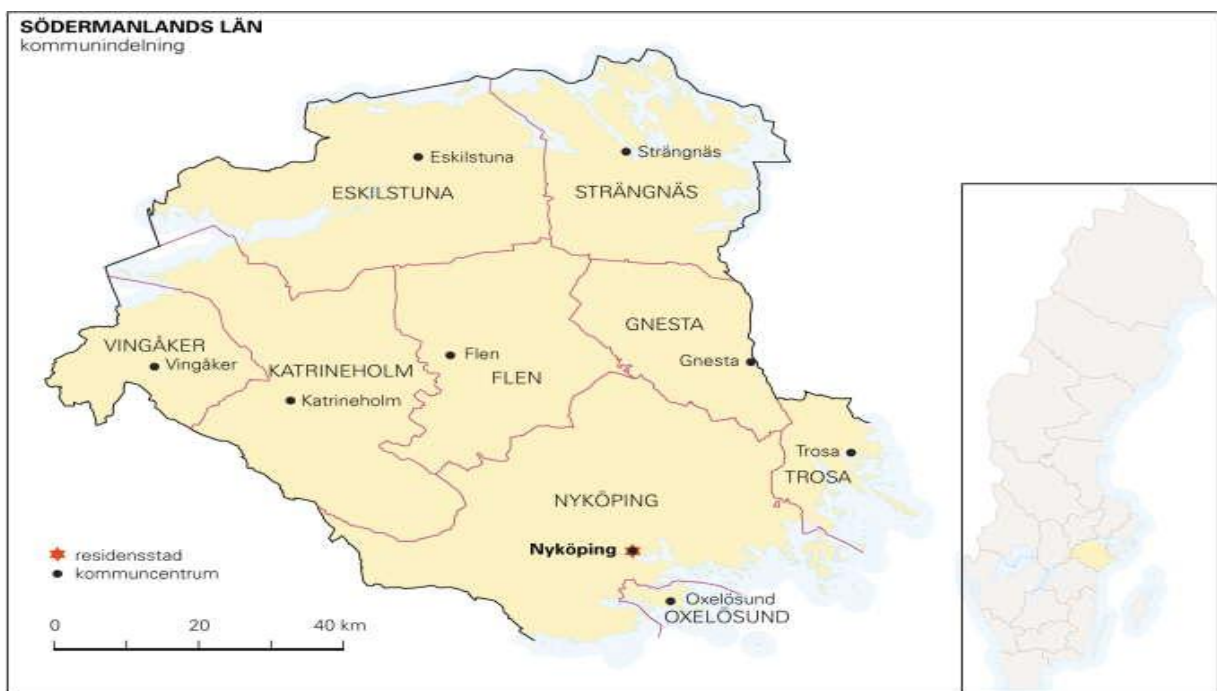 SÖDERMANLANDS LÄN
kommunindelning
Eskilstuna
Strängnäs
ESKILSTUNA
STRÄNGNÄS
GNESTA
VINGÅKER
Flen
Gnesta
Vingåker
KATRINEHOLM
FLEN
Katrineholm
Trosa
TROSA
NYKÖPING
Nyköping
residensstad
kommuncentrum
Oxelösund
OXELÖSUND
0 20 40 km